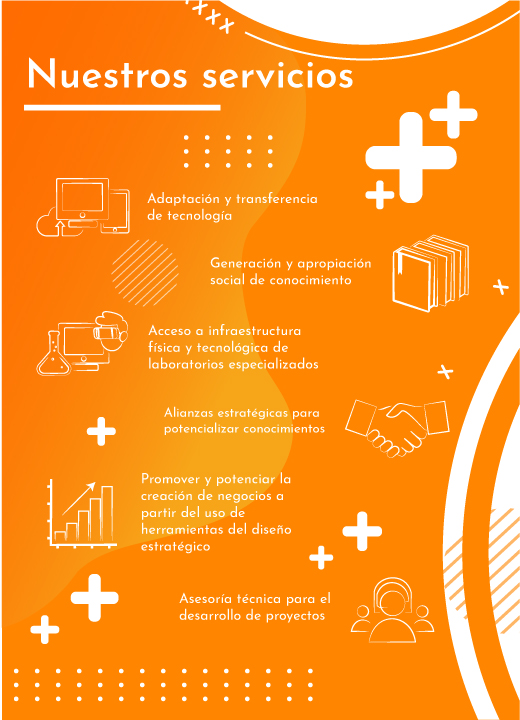 Nuestros servicios
Adaptación y transferencia
de tecnología
Generación y apropiación
social de conocimiento
Acceso a infraestructura
física y tecnológica de
laboratorios especializados
Alianzas estratégicas para
potencializar conocimientos
Promover y potenciar la
creación de negocios a
partir del uso de
herramientas del diseño
estratégico
Asesoría técnica para el
desarrollo de proyectos